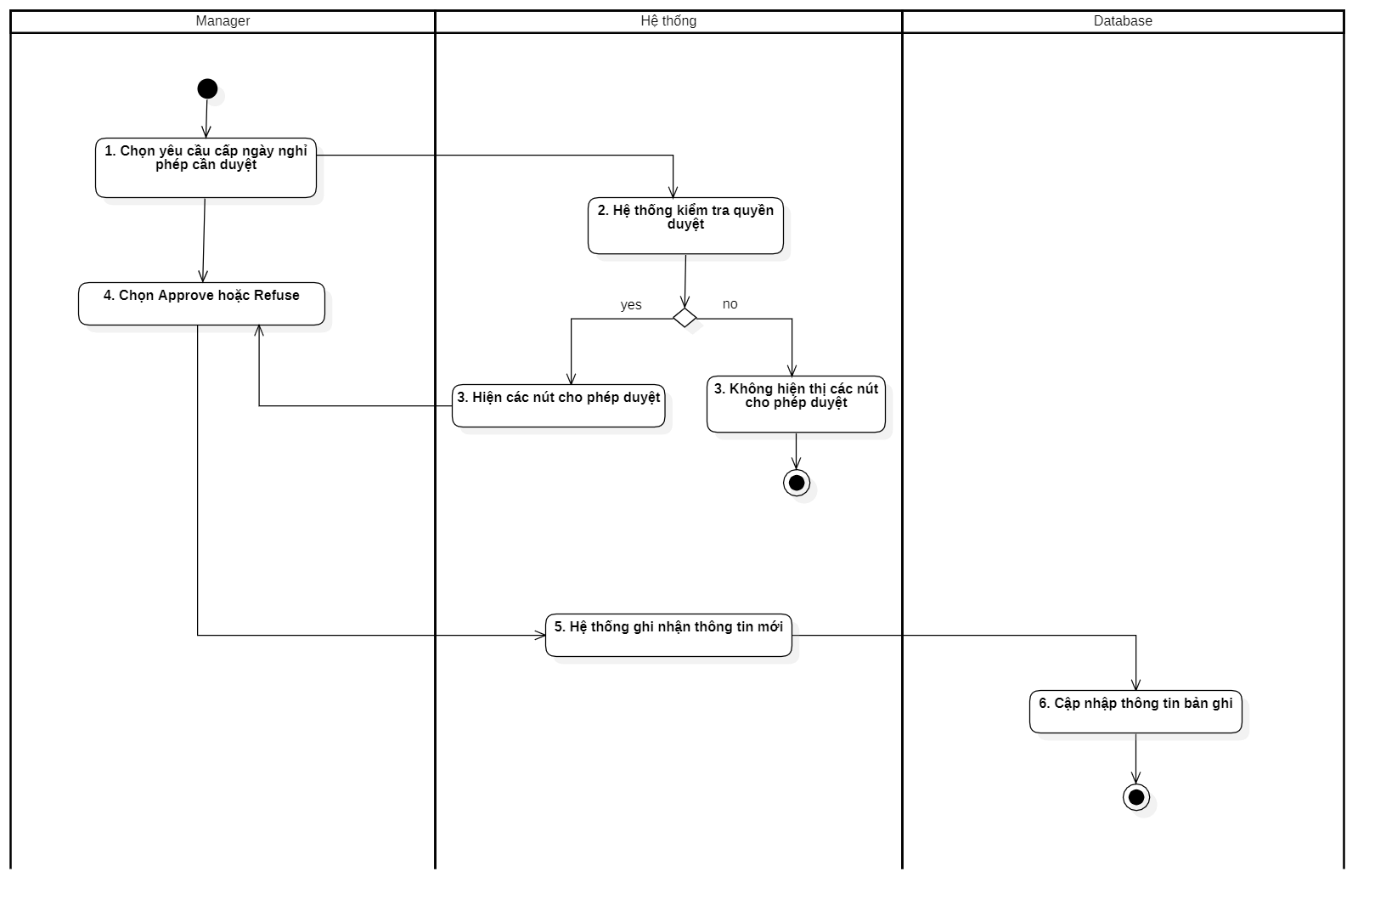 Manager
Hệ thống
Database
1. Chọn yêu cầu cấp ngày nghỉ
phép cần duyệt
2. Hệ thống kiểm tra quyền
duyệt
4. Chọn Approve hoặc Refuse
yes
no
3. Hiện các nút cho phép duyệt
3. Không hiện thị các nút
cho phép duyệt
5. Hệ thống ghi nhận thông tin mới
6. Cập nhập thông tin bản ghi